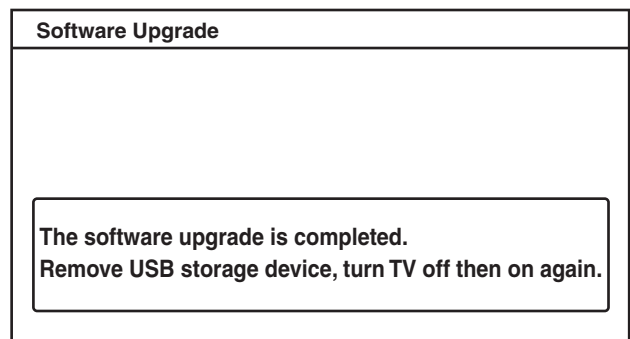 Software Upgrade
The software upgrade is completed.
Remove USB storage device, turn TV off then on again.